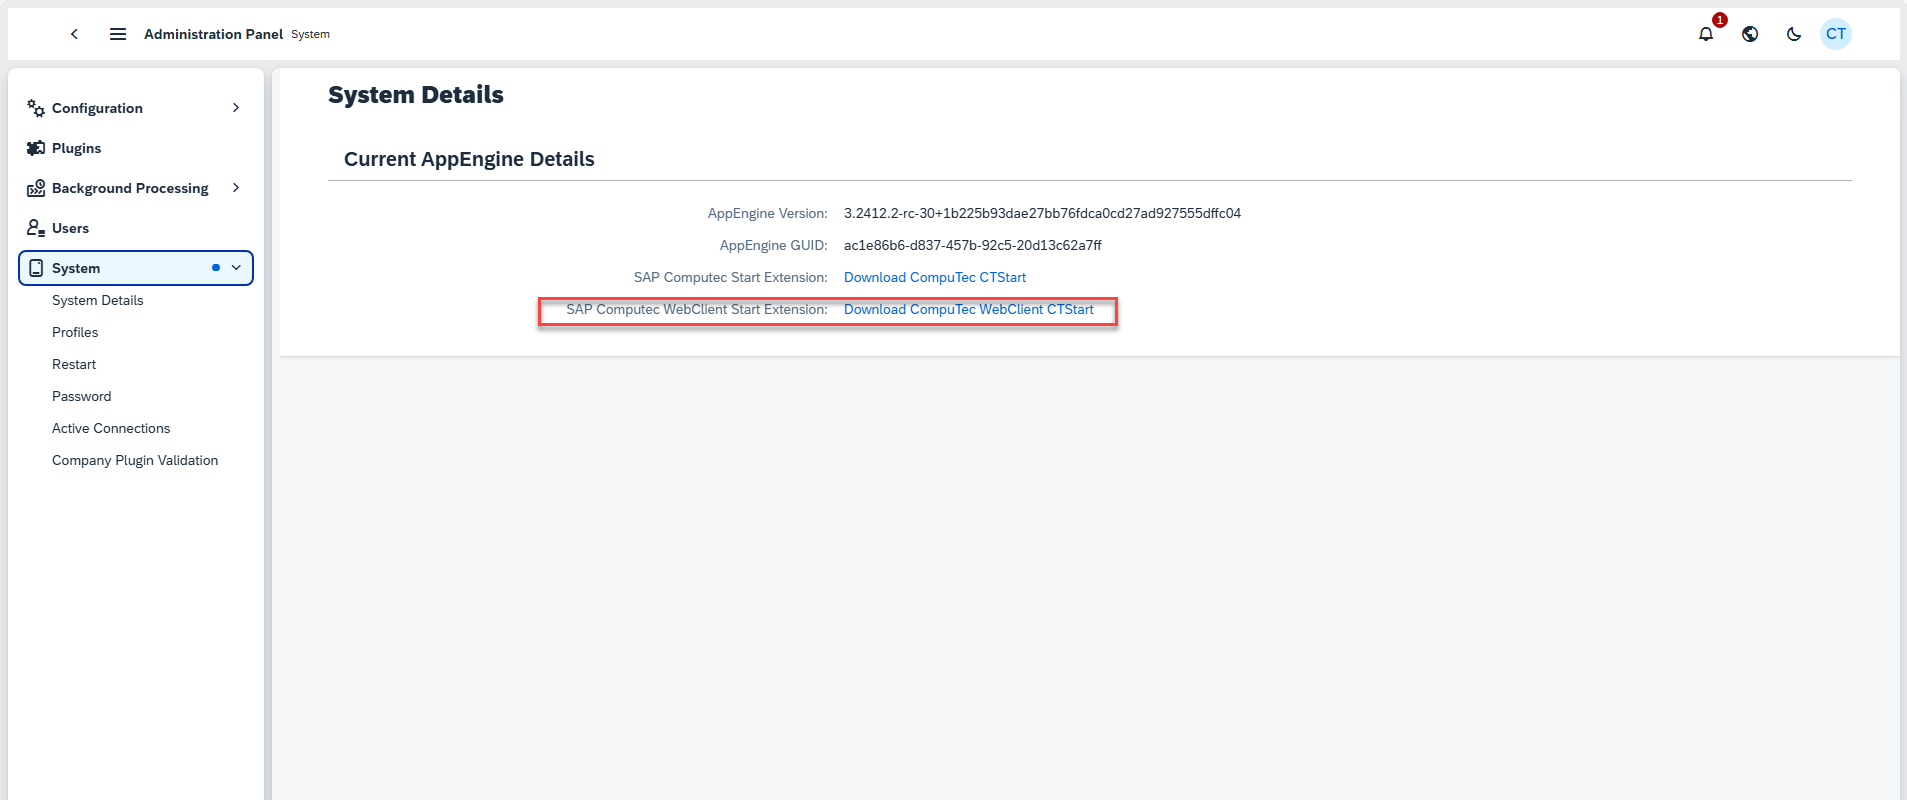 Administration Panel System
1
CT
Configuration
Plugins
Background Processing
Users
System
System Details
Profiles
Restart
Password
Active Connections
Company Plugin Validation
System Details
Current AppEngine Details
AppEngine Version: 3.2412.2-rc-30+1b225b93dae27bb76fdca0cd27ad927555dffc04
AppEngine GUID: ac1e86b6-d837-457b-92c5-20d13c62a7ff
SAP Computec Start Extension: Download CompuTec CTStart
SAP Computec WebClient Start Extension: Download CompuTec WebClient CTStart